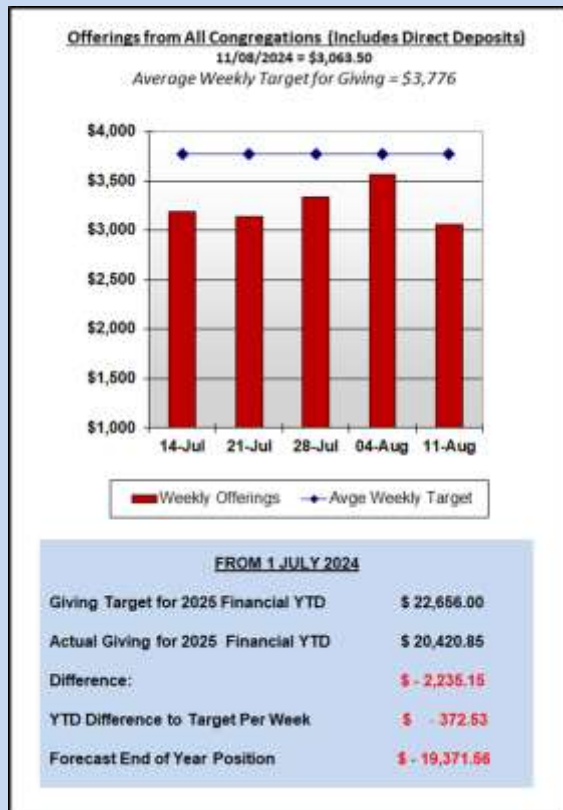 Offerings from All Congregations (Includes Direct Deposits)
11/08/2024 = $3,063.50
Average Weekly Target for Giving = $3,776
$4,000
$3,500
$3,000
$2,500
$2,000
$1,500
$1,000
14-Jul 21-Jul 28-Jul 04-Aug 11-Aug
Weekly Offerings Avge Weekly Target
FROM 1 JULY 2024
Giving Target for 2025 Financial YTD $ 22,656.00
Actual Giving for 2025 Financial YTD $ 20,420.85
Difference: $ - 2,235.15
YTD Difference to Target Per Week $ - 372.53
Forecast End of Year Position $ - 19,371.56